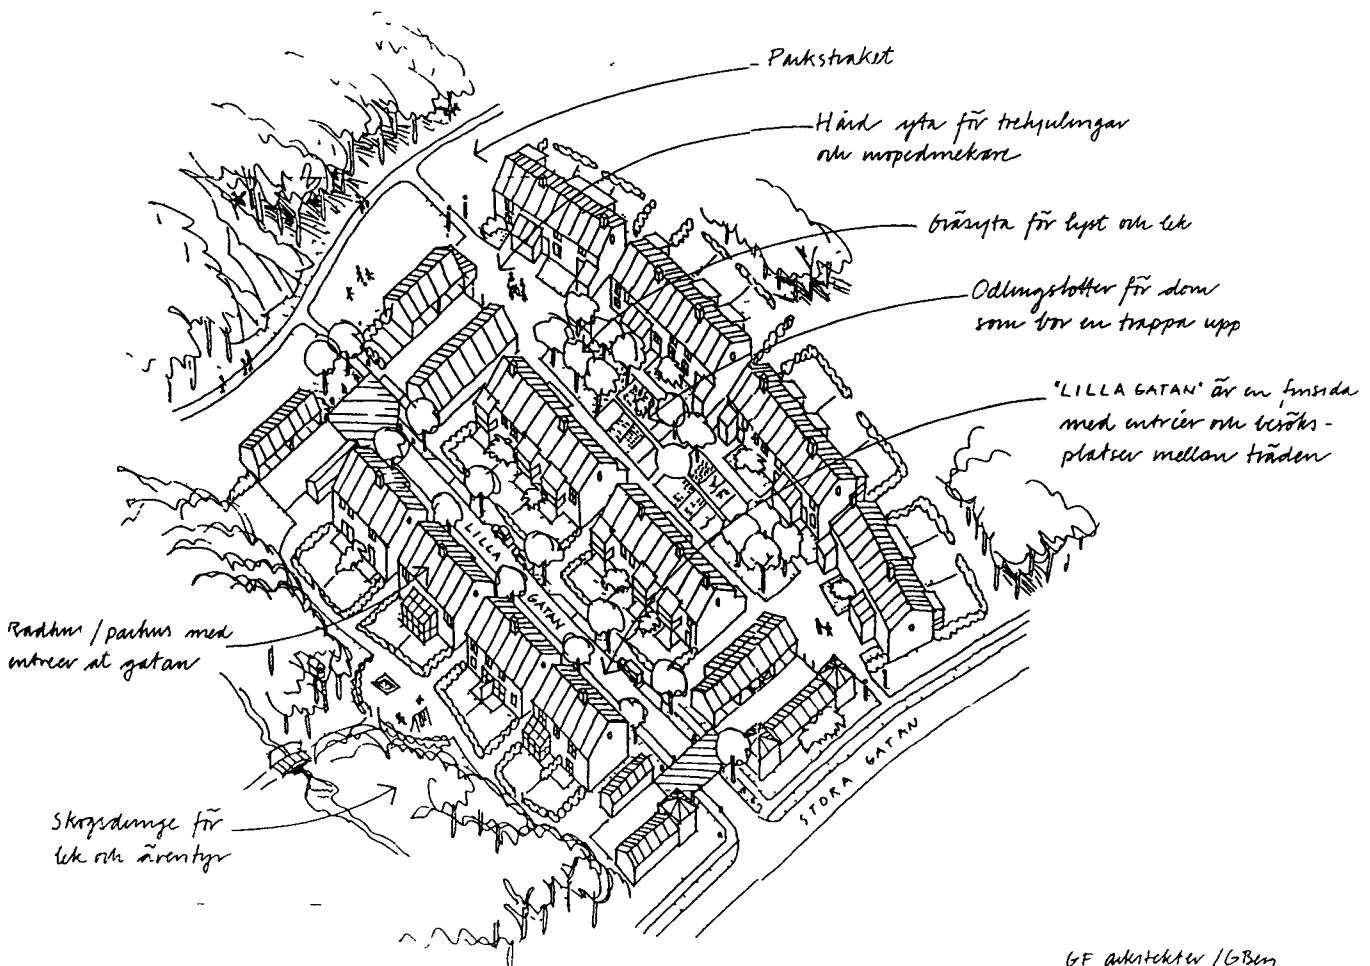 Parkstråket
Hård yta för trehjulingar
och mopedmekare
Gräsyta för lyst och lek
Odlingslotter för dom
som bor en trappa upp
"LILLA GATAN" är en finsida
med entréer och besöks-
platser mellan träden
LILLA
GATAN
Radhus / parhus med
entréer åt gatan
STORA GATAN
Skogsdunge för
lek och äventyr
GF arkitekter / GBen